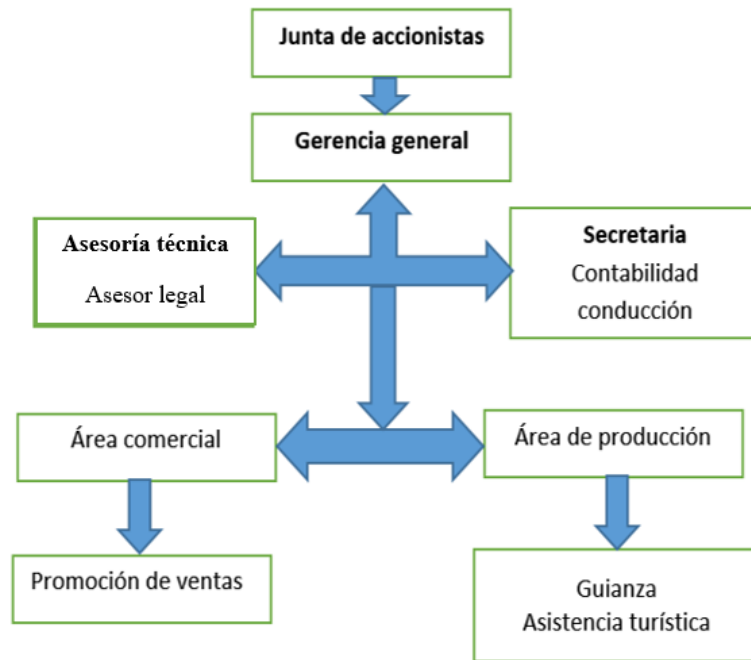 Junta de accionistas
Gerencia general
Asesoría técnica
Asesor legal
Secretaria
Contabilidad
conducción
Área comercial
Área de producción
Promoción de ventas
Guianza
Asistencia turística